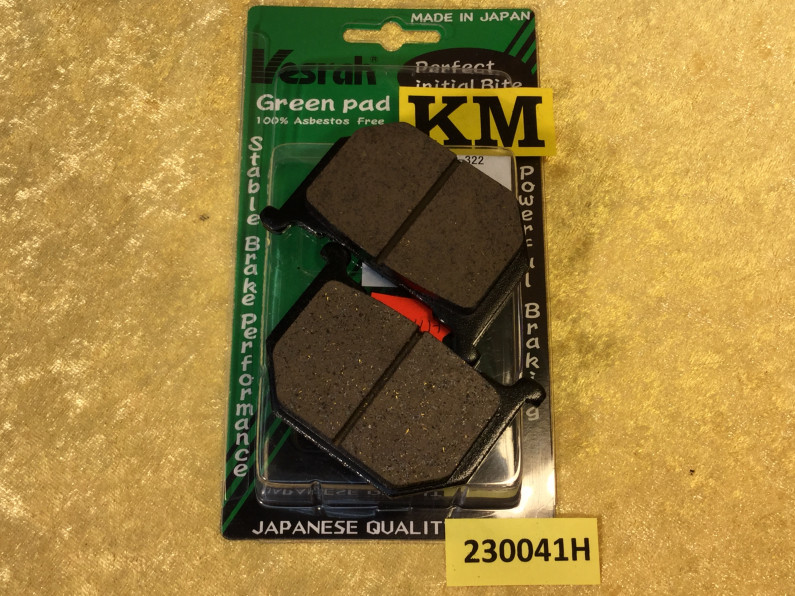 MADE IN JAPAN
Vesrah®
Perfect
initial Bite
Green pad
100% Asbestos Free
KM
322
Stable Brake Performance
Powerful Braking
JAPANESE QUALIT
230041H